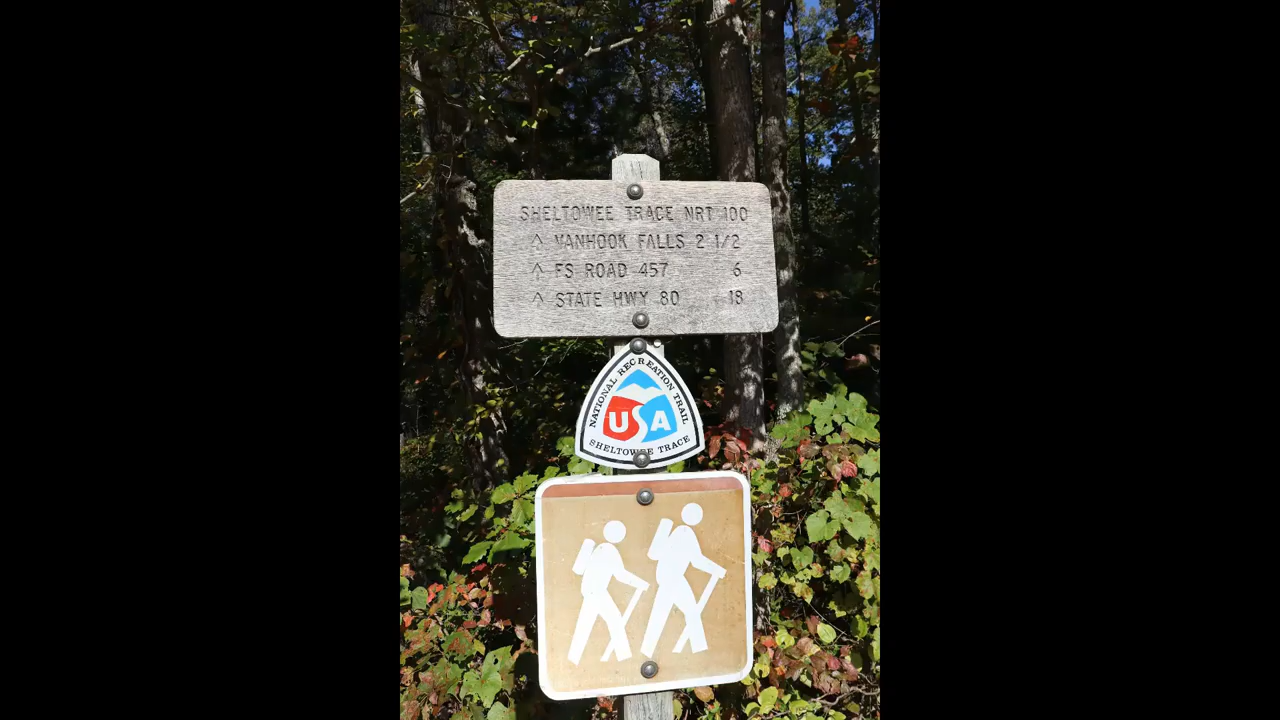 SHELTOWEE TRACE NRT 100
^ VANHOOK FALLS 2 1/2
^ FS ROAD 457 6
^ STATE HWY 80 18
NATIONAL RECREATION TRAIL
USA
SHELTOWEE TRACE